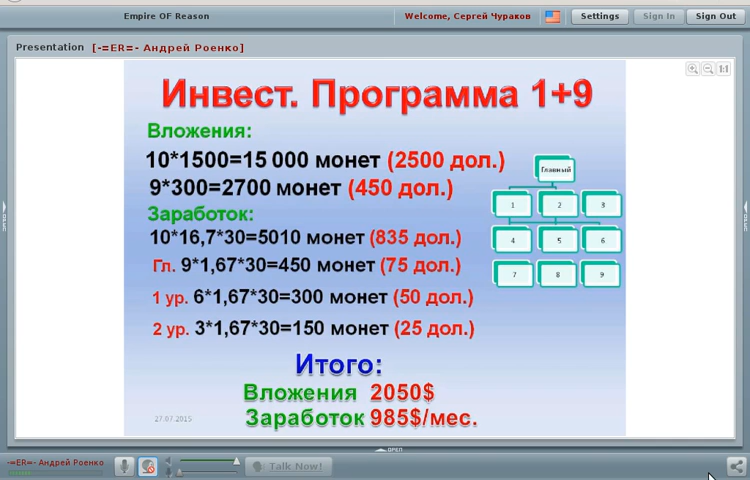 Empire OF Reason
Welcome, Сергей Чураков
Settings
Sign In
Sign Out
Presentation [-=ER=- Андрей Роенко]
1:1
Инвест. Программа 1+9
Вложения:
10*1500=15 000 монет (2500 дол.)
9*300=2700 монет (450 дол.)
Заработок:
10*16,7*30=5010 монет (835 дол.)
Гл. 9*1,67*30=450 монет (75 дол.)
1 ур. 6*1,67*30=300 монет (50 дол.)
2 ур. 3*1,67*30=150 монет (25 дол.)
Главный
1 2 3
4 5 6
7 8 9
Итого:
Вложения 2050$
Заработок 985$/мес.
27.07.2015
OPEN
-=ER=- Андрей Роенко
Talk Now!